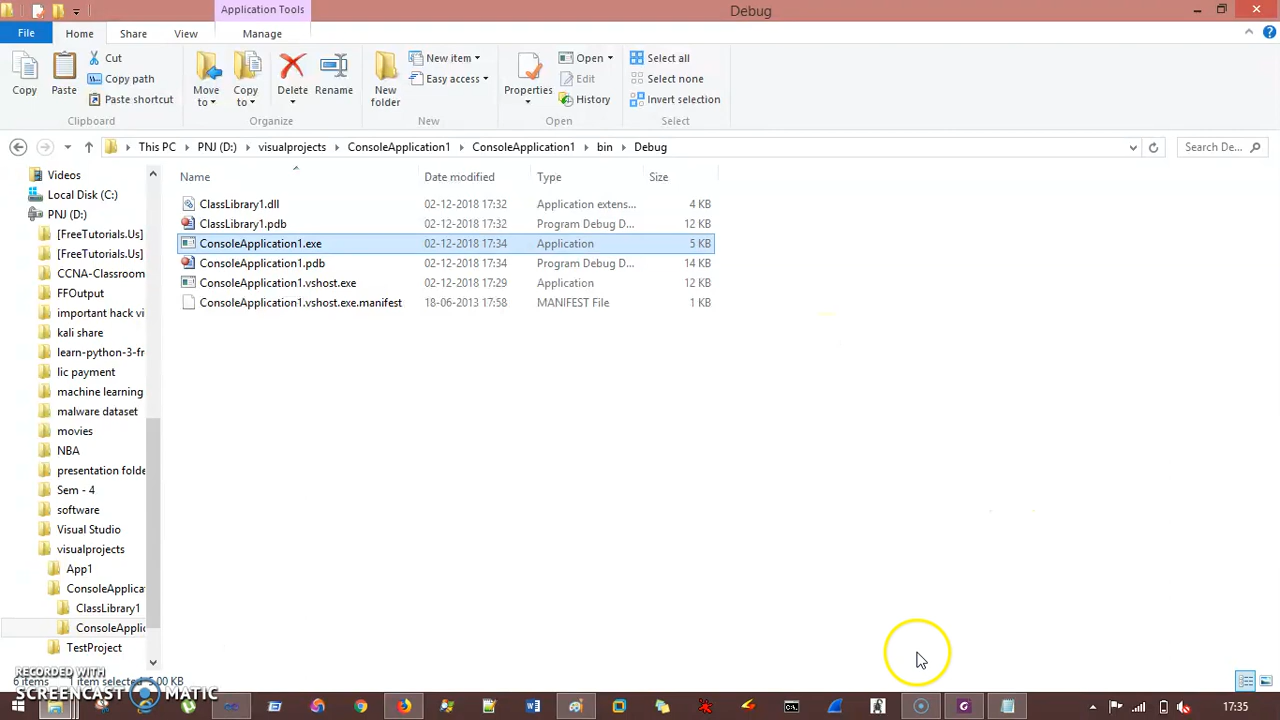 Application Tools
Debug
File
Home
Share
View
Manage
Copy
Paste
Cut
Copy path
Paste shortcut
Move to
Copy to
Delete
Rename
New folder
New item
Easy access
Properties
Open
Edit
History
Select all
Select none
Invert selection
Clipboard
Organize
New
Open
Select
This PC
PNJ (D:)
visualprojects
ConsoleApplication1
ConsoleApplication1
bin
Debug
Search De...
Name
Date modified
Type
Size
ClassLibrary1.dll 02-12-2018 17:32 Application extens... 4 KB
ClassLibrary1.pdb 02-12-2018 17:32 Program Debug D... 12 KB
ConsoleApplication1.exe 02-12-2018 17:34 Application 5 KB
ConsoleApplication1.pdb 02-12-2018 17:34 Program Debug D... 14 KB
ConsoleApplication1.vshost.exe 02-12-2018 17:29 Application 12 KB
ConsoleApplication1.vshost.exe.manifest 18-06-2013 17:58 MANIFEST File 1 KB
Videos
Local Disk (C:)
PNJ (D:)
[FreeTutorials.Us]
[FreeTutorials.Us]
CCNA-Classroom
FFOutput
important hack vi
kali share
learn-python-3-fr
lic payment
machine learning
malware dataset
movies
NBA
presentation folde
Sem - 4
software
Visual Studio
visualprojects
App1
ConsoleApplica
ClassLibrary1
ConsoleApplic
TestProject
6 items 1 item selected 5.00 KB
RECORDED WITH
SCREENCAST MATIC
17:35